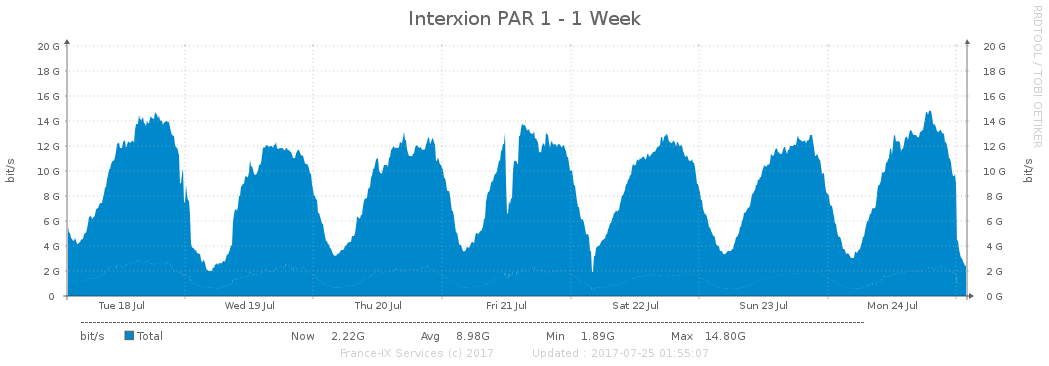 Interxion PAR 1 - 1 Week
RRDTOOL / TOBI OETIKER
20 G 20 G
18 G 18 G
16 G 16 G
14 G 14 G
12 G 12 G
10 G 10 G
8 G 8 G
6 G 6 G
4 G 4 G
2 G 2 G
0 0 G
bit/s bit/s
Tue 18 Jul Wed 19 Jul Thu 20 Jul Fri 21 Jul Sat 22 Jul Sun 23 Jul Mon 24 Jul
bit/s Total Now 2.22G Avg 8.98G Min 1.89G Max 14.80G
France-IX Services (c) 2017 Updated : 2017-07-25 01:55:07